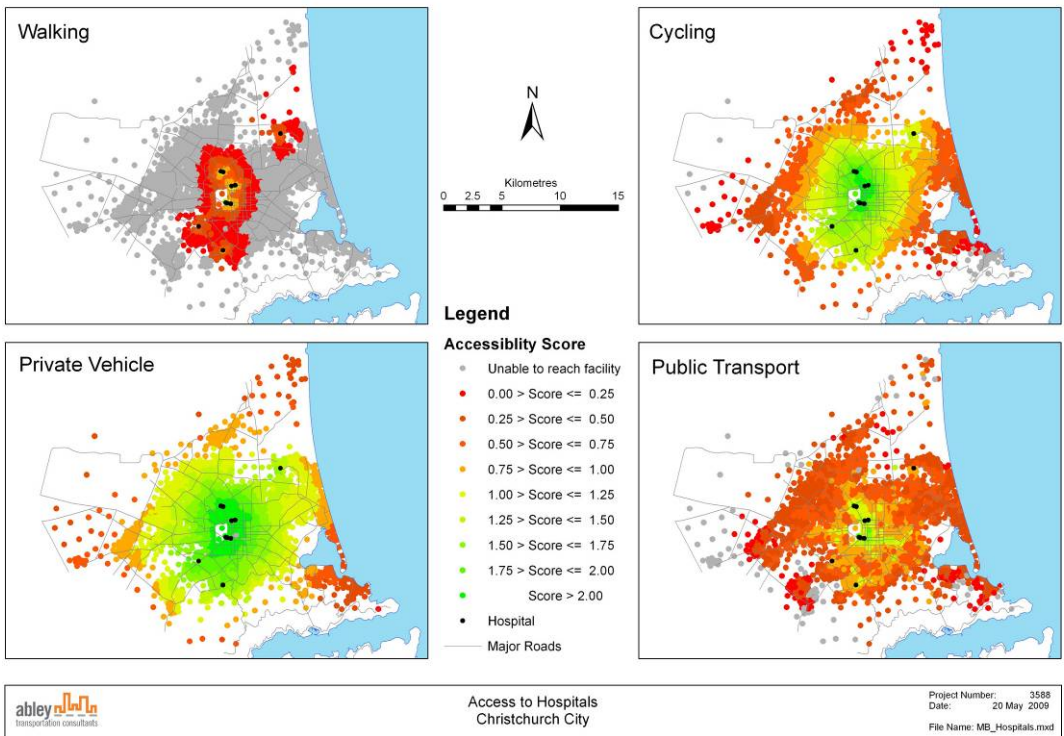 Walking
Cycling
N
Kilometres
0 2.5 5 10 15
Legend
Accessiblity Score
Unable to reach facility
0.00 > Score <= 0.25
0.25 > Score <= 0.50
0.50 > Score <= 0.75
0.75 > Score <= 1.00
1.00 > Score <= 1.25
1.25 > Score <= 1.50
1.50 > Score <= 1.75
1.75 > Score <= 2.00
Score > 2.00
Hospital
Major Roads
Private Vehicle
Public Transport
abley
transportation consultants
Access to Hospitals
Christchurch City
Project Number: 3588
Date: 20 May 2009
File Name: MB_Hospitals.mxd